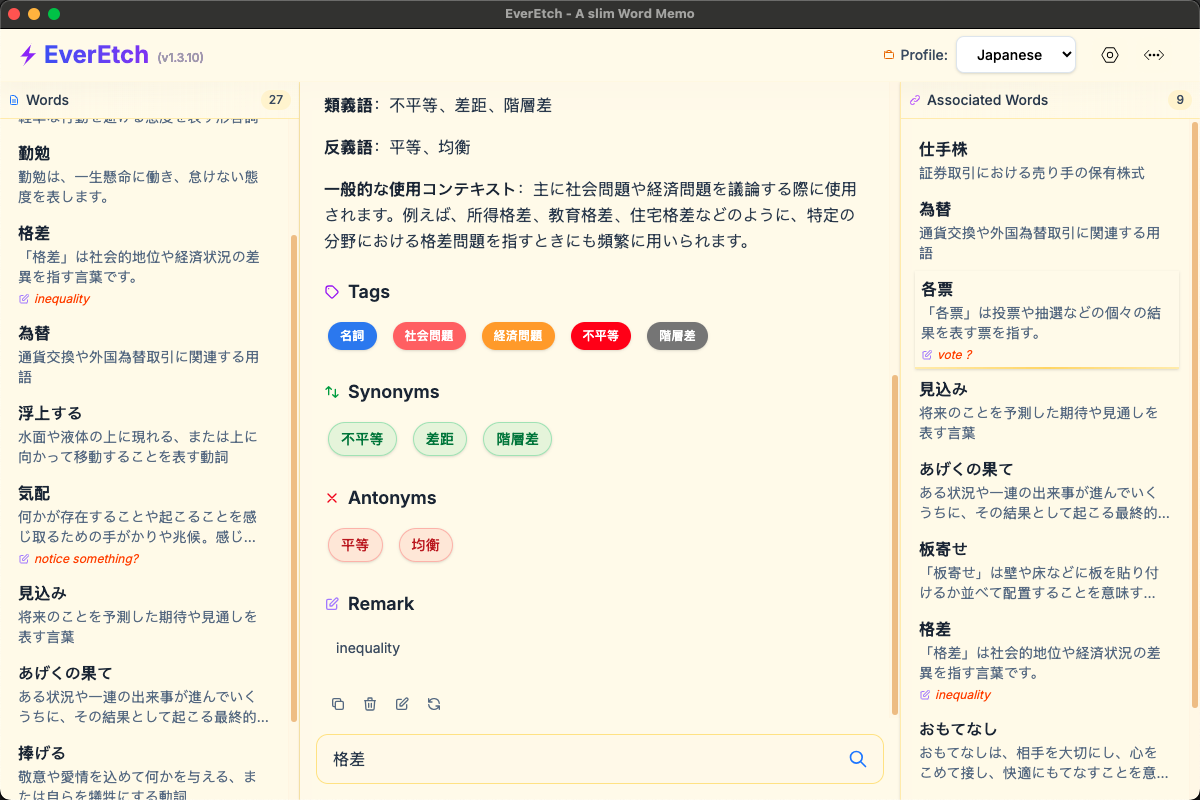 EverEtch - A slim Word Memo
EverEtch (v1.3.10)
Profile: Japanese
Words 27
勤勉
勤勉は、一生懸命に働き、怠けない態
度を表します。
格差
「格差」は社会的地位や経済状況の差
異を指す言葉です。
inequality
為替
通貨交換や外国為替取引に関連する用
語
浮上する
水面や液体の上に現れる、または上に
向かって移動することを表す動詞
気配
何かが存在することや起こることを感
じ取るための手がかりや兆候。感じ...
notice something?
見込み
将来のことを予測した期待や見通しを
表す言葉
あげくの果て
ある状況や一連の出来事が進んでいく
うちに、その結果として起こる最終的...
捧げる
敬意や愛情を込めて何かを与える、ま
たは自らを犠牲にする動詞
類義語： 不平等、差距、階層差
反義語： 平等、均衡
一般的な使用コンテキスト： 主に社会問題や経済問題を議論する際に使用
されます。例えば、所得格差、教育格差、住宅格差などのように、特定の
分野における格差問題を指すときにも頻繁に用いられます。
Tags
名詞 社会問題 経済問題 不平等 階層差
Synonyms
不平等 差距 階層差
Antonyms
平等 均衡
Remark
inequality
格差
Associated Words 9
仕手株
証券取引における売り手の保有株式
為替
通貨交換や外国為替取引に関連する用
語
各票
「各票」は投票や抽選などの個々の結
果を表す票を指す。
vote ?
見込み
将来のことを予測した期待や見通しを
表す言葉
あげくの果て
ある状況や一連の出来事が進んでいく
うちに、その結果として起こる最終的...
板寄せ
「板寄せ」は壁や床などに板を貼り付
けるか並べて配置することを意味す...
格差
「格差」は社会的地位や経済状況の差
異を指す言葉です。
inequality
おもてなし
おもてなしは、相手を大切にし、心を
こめて接し、快適にもてなすことを意...